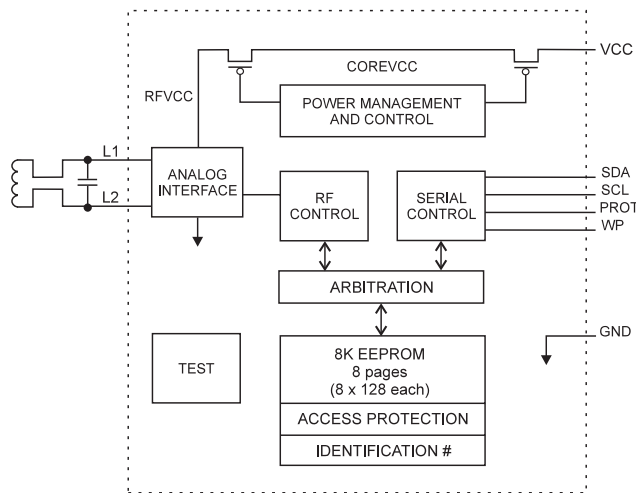 VCC
COREVCC
RFVCC
POWER MANAGEMENT
AND CONTROL
L1
L2
ANALOG
INTERFACE
RF
CONTROL
SERIAL
CONTROL
SDA
SCL
PROT
WP
ARBITRATION
GND
TEST
8K EEPROM
8 pages
(8 x 128 each)
ACCESS PROTECTION
IDENTIFICATION #